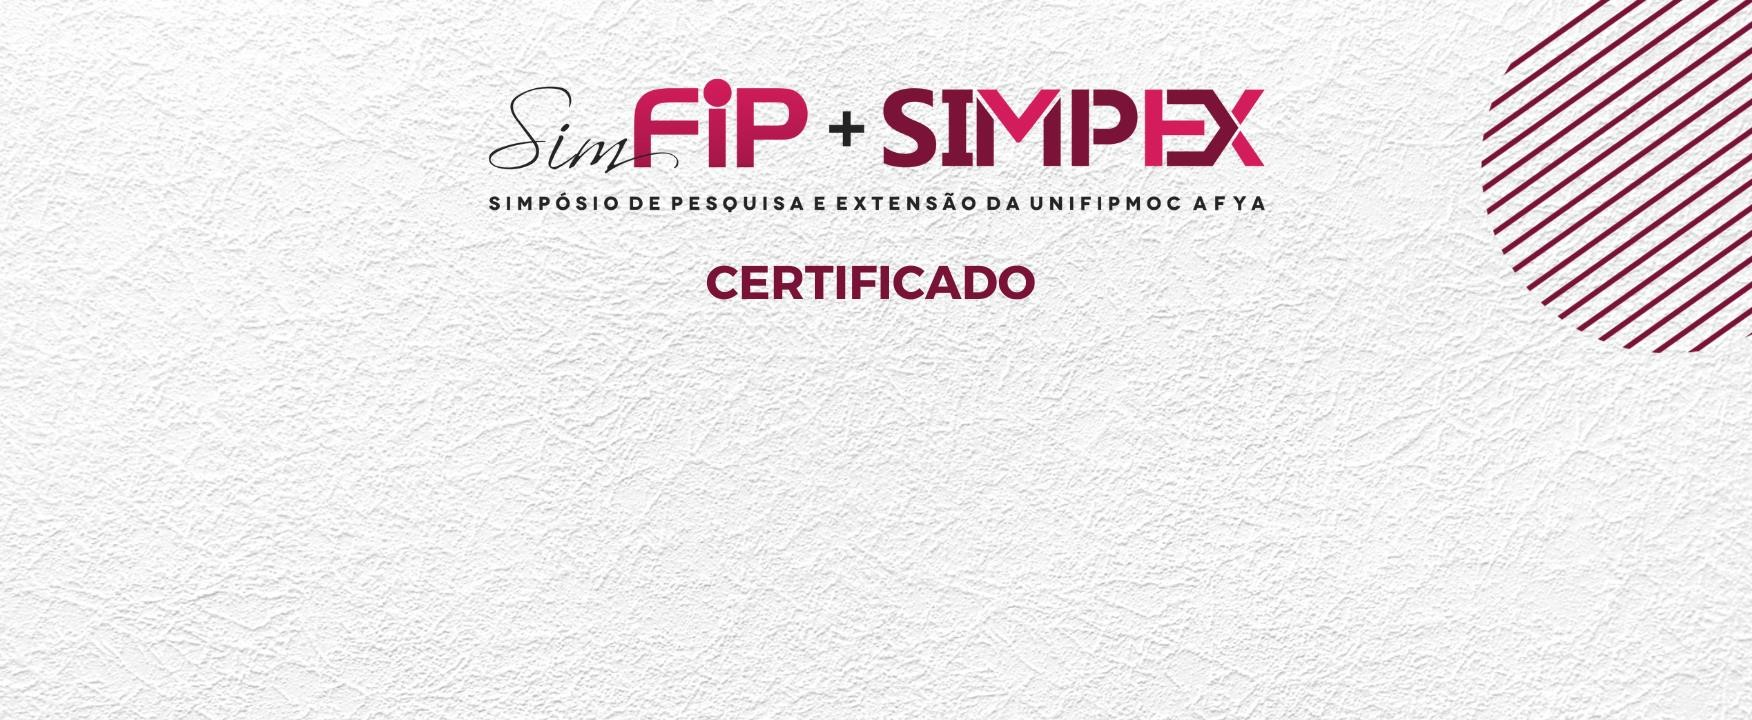 SimFiP + SIMPEX
SIMPÓSIO DE PESQUISA E EXTENSÃO DA UNIFIPMOC AFYA
CERTIFICADO